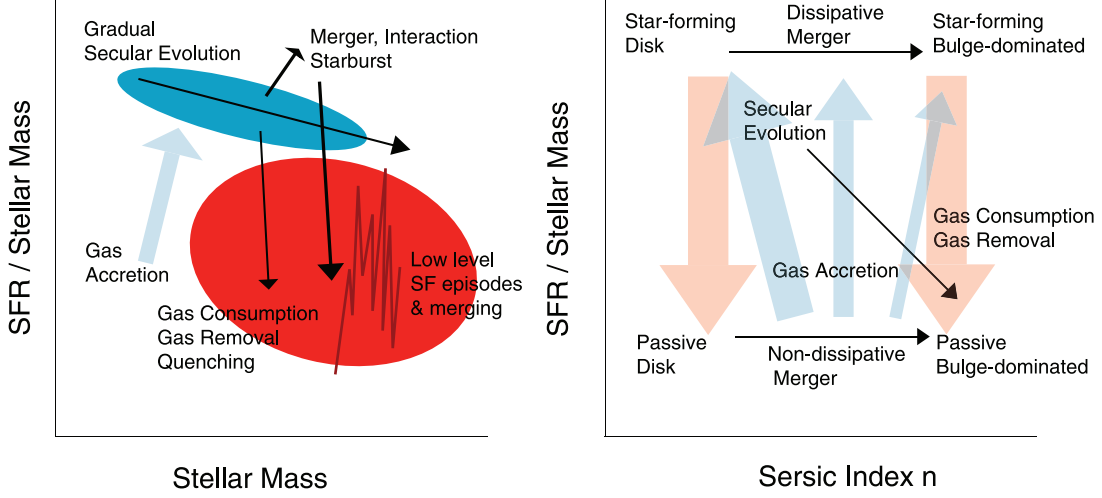 SFR / Stellar Mass
Gradual
Secular Evolution
Merger, Interaction
Starburst
Gas
Accretion
Low level
SF episodes
& merging
Gas Consumption
Gas Removal
Quenching
Stellar Mass
SFR / Stellar Mass
Star-forming
Disk
Dissipative
Merger
Star-forming
Bulge-dominated
Secular
Evolution
Gas Consumption
Gas Removal
Gas Accretion
Passive
Disk
Non-dissipative
Merger
Passive
Bulge-dominated
Sersic Index n